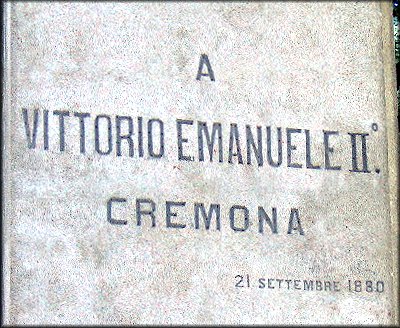 A
VITTORIO EMANUELE II°.
CREMONA
21 SETTEMBRE 1880